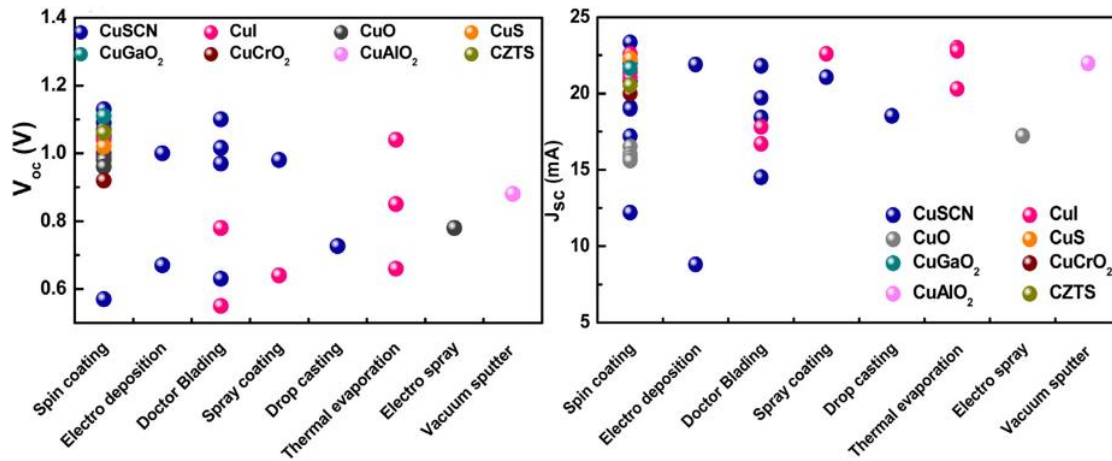 1.4
1.2
1.0
0.8
0.6
Voc (V)
CuSCN CuI CuO CuS
CuGaO2 CuCrO2 CuAlO2 CZTS
Spin coating
Electro deposition
Doctor Blading
Spray coating
Drop casting
Thermal evaporation
Electro spray
Vacuum sputter
25
20
15
10
5
JSC (mA)
CuSCN CuI
CuO CuS
CuGaO2 CuCrO2
CuAlO2 CZTS
Spin coating
Electro deposition
Doctor Blading
Spray coating
Drop casting
Thermal evaporation
Electro spray
Vacuum sputter